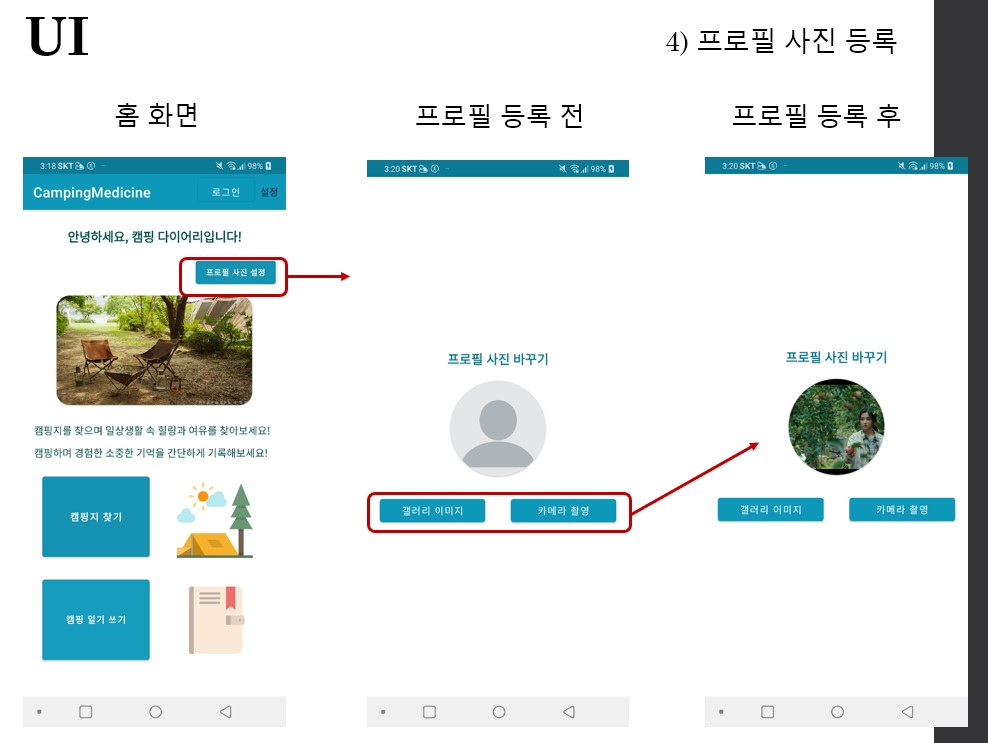 UI
4) 프로필 사진 등록
홈 화면
프로필 등록 전
프로필 등록 후
3:18 SKT
98%
CampingMedicine
로그인
설정
안녕하세요, 캠핑 다이어리입니다!
프로필 사진 설정
캠핑지를 찾으며 일상생활 속 힐링과 여유를 찾아보세요!
캠핑하며 경험한 소중한 기억을 간단하게 기록해보세요!
캠핑지 찾기
캠핑 일기 쓰기
3:20 SKT
98%
프로필 사진 바꾸기
갤러리 이미지
카메라 촬영
3:20 SKT
98%
프로필 사진 바꾸기
갤러리 이미지
카메라 촬영